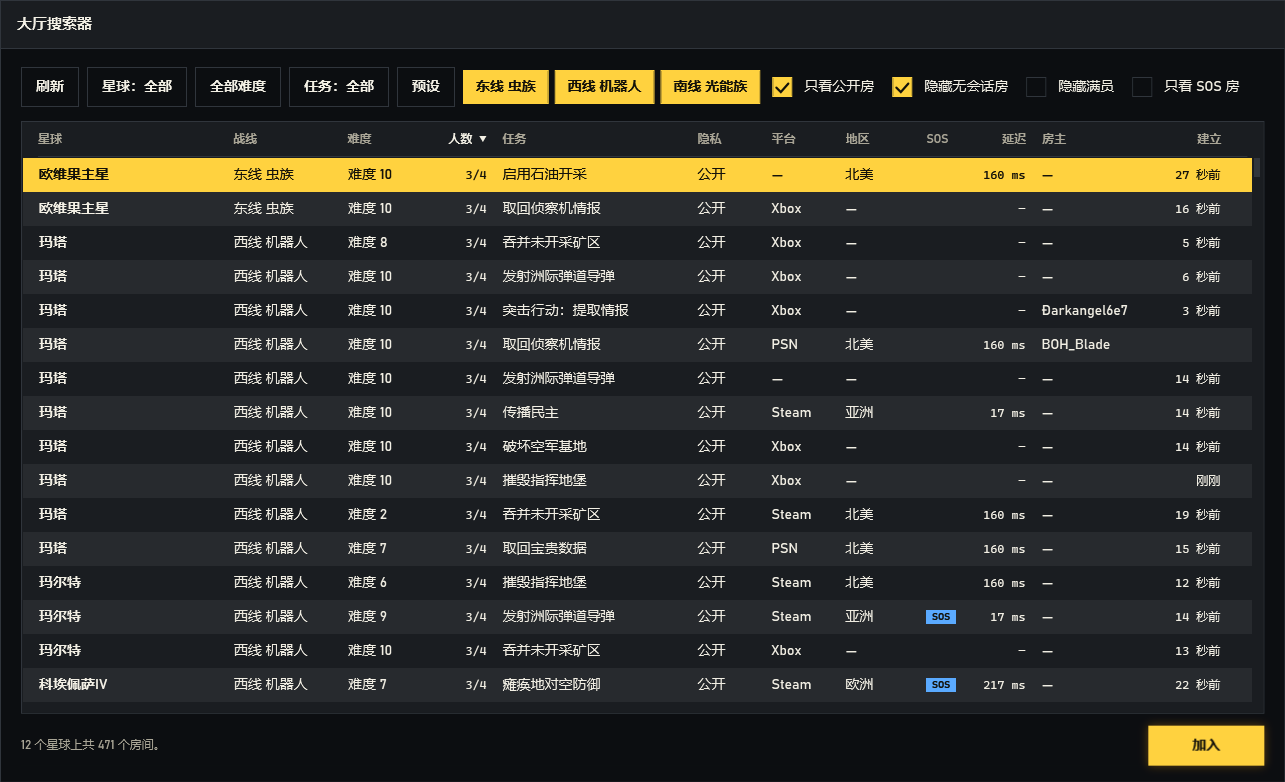 大厅搜索器
刷新 星球：全部 全部难度 任务：全部 预设 东线 虫族 西线 机器人 南线 光能族 只看公开房 隐藏无会话房 隐藏满员 只看 SOS 房
星球 战线 难度 人数 ▼ 任务 隐私 平台 地区 SOS 延迟 房主 建立
欧维果主星 东线 虫族 难度 10 3/4 启用石油开采 公开 — 北美 160 ms — 27 秒前
欧维果主星 东线 虫族 难度 10 3/4 取回侦察机情报 公开 Xbox — – — 16 秒前
玛塔 西线 机器人 难度 8 3/4 吞并未开采矿区 公开 Xbox — – — 5 秒前
玛塔 西线 机器人 难度 10 3/4 发射洲际弹道导弹 公开 Xbox — – — 6 秒前
玛塔 西线 机器人 难度 10 3/4 突击行动：提取情报 公开 Xbox — – Đarkangel6e7 3 秒前
玛塔 西线 机器人 难度 10 3/4 取回侦察机情报 公开 PSN 北美 160 ms BOH_Blade
玛塔 西线 机器人 难度 10 3/4 发射洲际弹道导弹 公开 — — – — 14 秒前
玛塔 西线 机器人 难度 10 3/4 传播民主 公开 Steam 亚洲 17 ms — 14 秒前
玛塔 西线 机器人 难度 10 3/4 破坏空军基地 公开 Xbox — – — 14 秒前
玛塔 西线 机器人 难度 10 3/4 摧毁指挥地堡 公开 Xbox — – — 刚刚
玛塔 西线 机器人 难度 2 3/4 吞并未开采矿区 公开 Steam 北美 160 ms — 19 秒前
玛塔 西线 机器人 难度 7 3/4 取回宝贵数据 公开 PSN 北美 160 ms — 15 秒前
玛尔特 西线 机器人 难度 6 3/4 摧毁指挥地堡 公开 Steam 北美 160 ms — 12 秒前
玛尔特 西线 机器人 难度 9 3/4 发射洲际弹道导弹 公开 Steam 亚洲 SOS 17 ms — 14 秒前
玛尔特 西线 机器人 难度 10 3/4 吞并未开采矿区 公开 Xbox — – — 13 秒前
科埃佩萨IV 西线 机器人 难度 7 3/4 瘫痪地对空防御 公开 Steam 欧洲 SOS 217 ms — 22 秒前
12 个星球上共 471 个房间。
加入